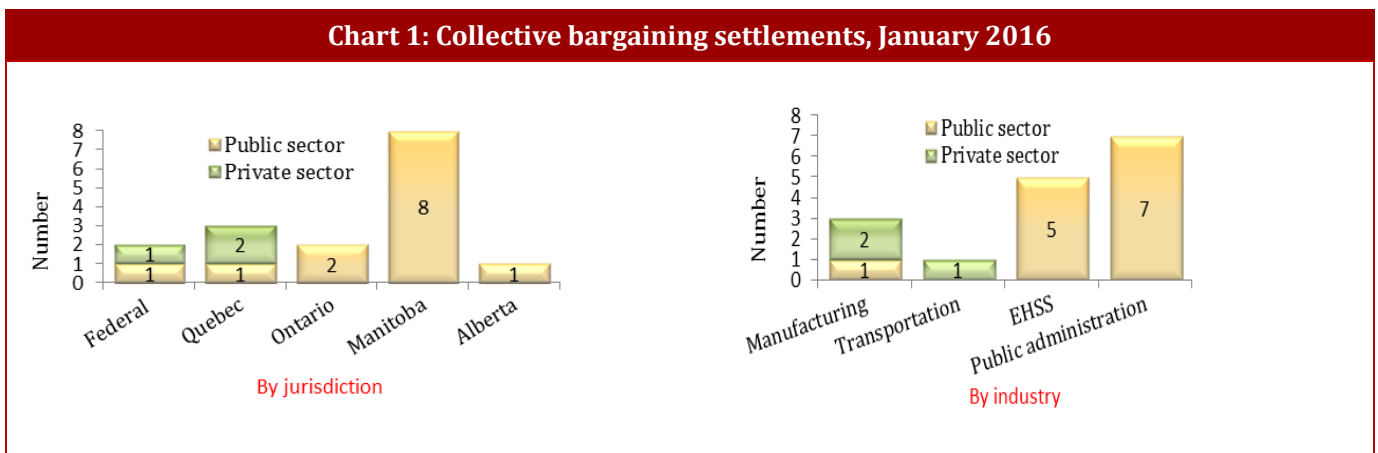 Chart 1: Collective bargaining settlements, January 2016
8
7
6
5
4
3
2
1
0
Number
Public sector
Private sector
1
1
2
1
2
8
1
Federal
Quebec
Ontario
Manitoba
Alberta
By jurisdiction
8
7
6
5
4
3
2
1
0
Number
Public sector
Private sector
2
1
1
5
7
Manufacturing
Transportation
EHSS
Public administration
By industry